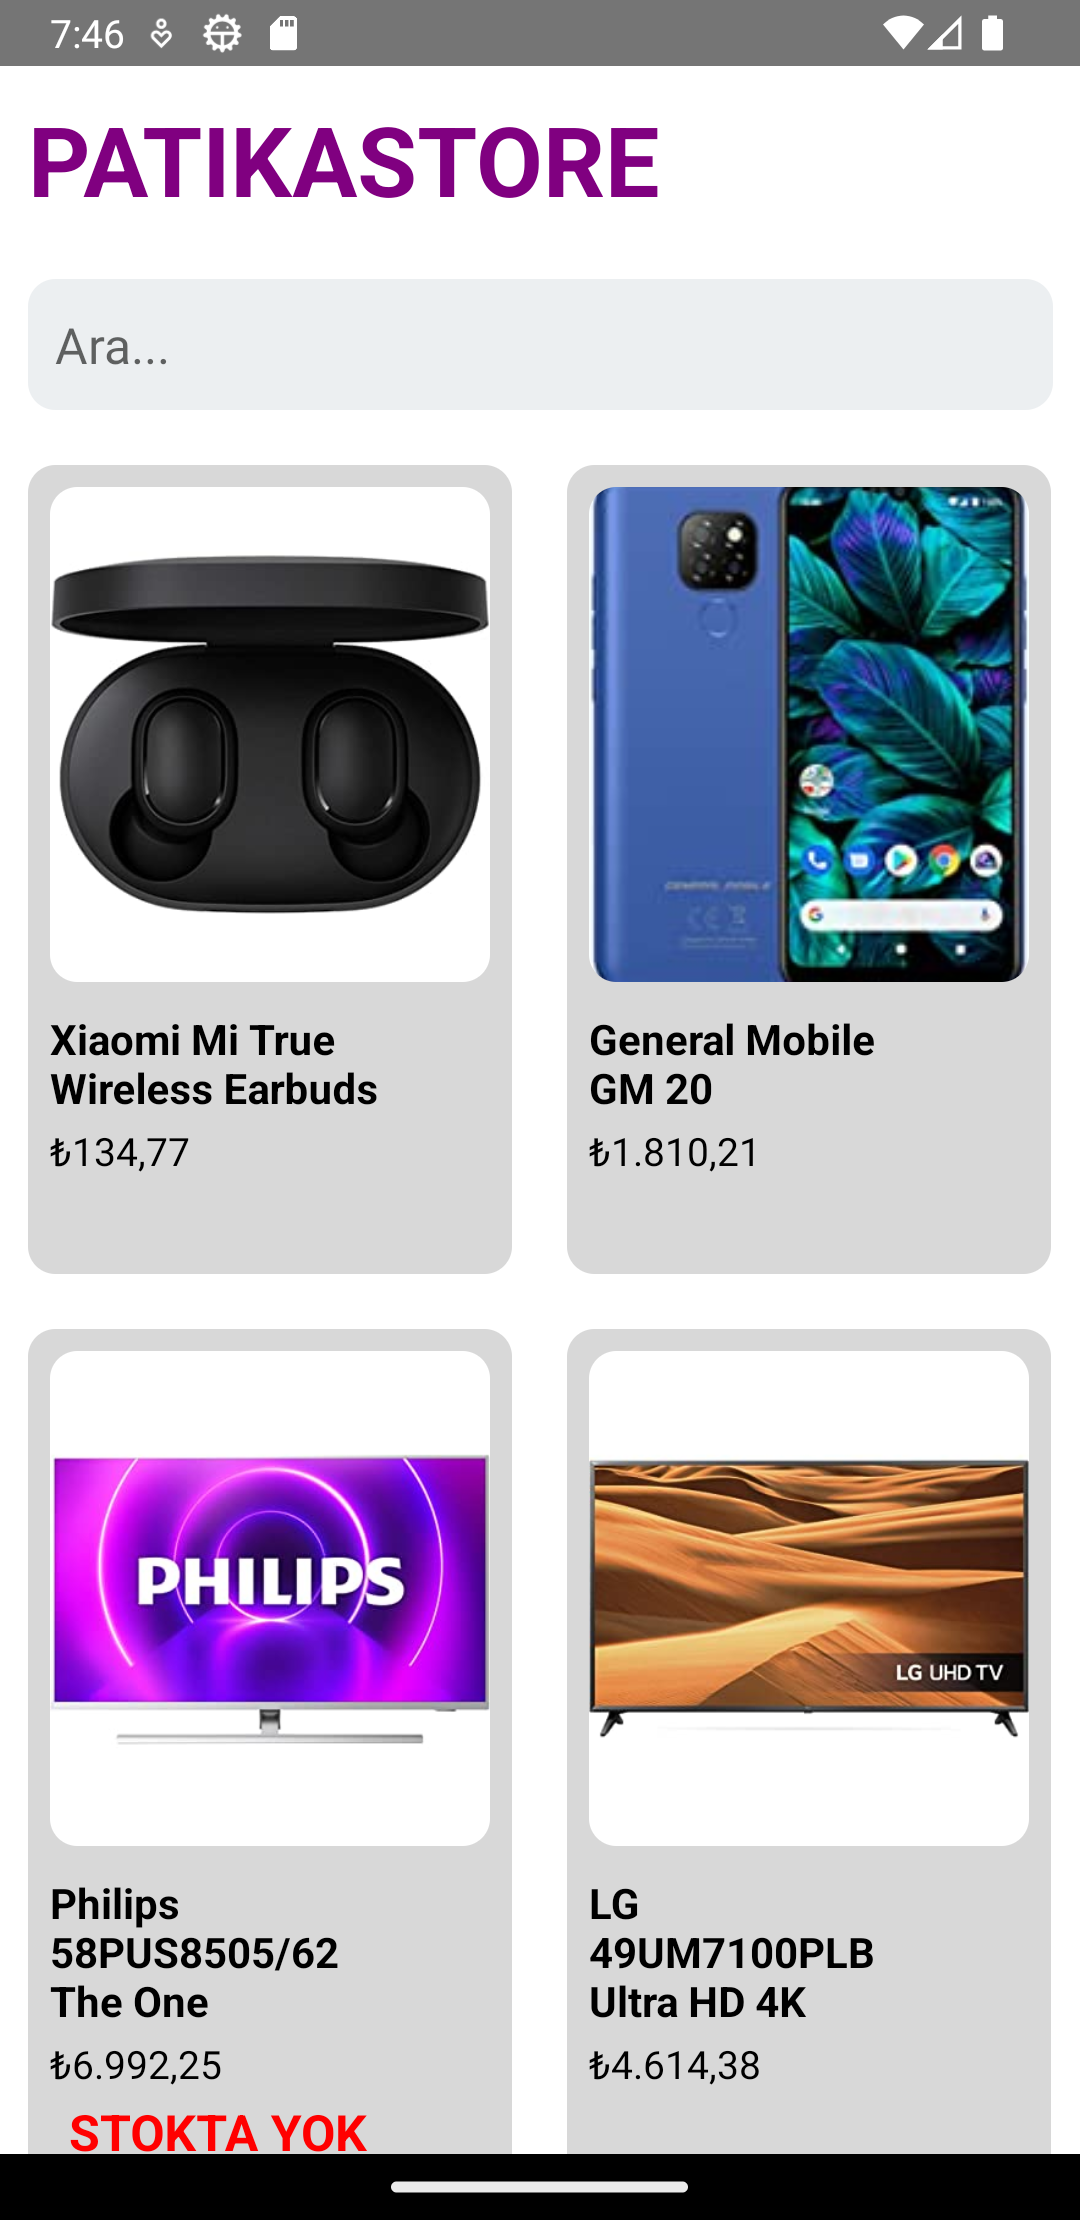 7:46
PATIKASTORE
Ara...
Xiaomi Mi True
Wireless Earbuds
₺134,77
GENERAL MOBILE
General Mobile
GM 20
₺1.810,21
PHILIPS
Philips
58PUS8505/62
The One
₺6.992,25
STOKTA YOK
LG UHD TV
LG
49UM7100PLB
Ultra HD 4K
₺4.614,38